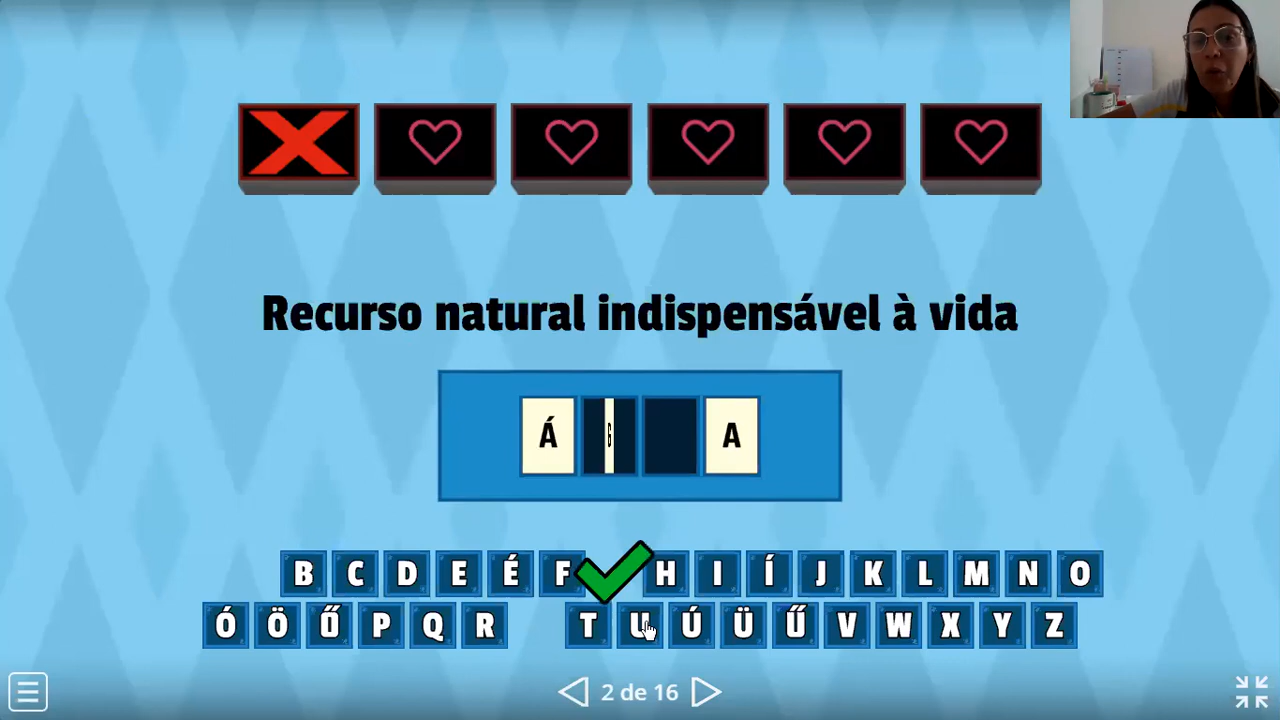 Recurso natural indispensável à vida
Á G A
B C D E É F H I Í J K L M N O
Ó Ö Ő P Q R T U Ú Ü Ű V W X Y Z
2 de 16